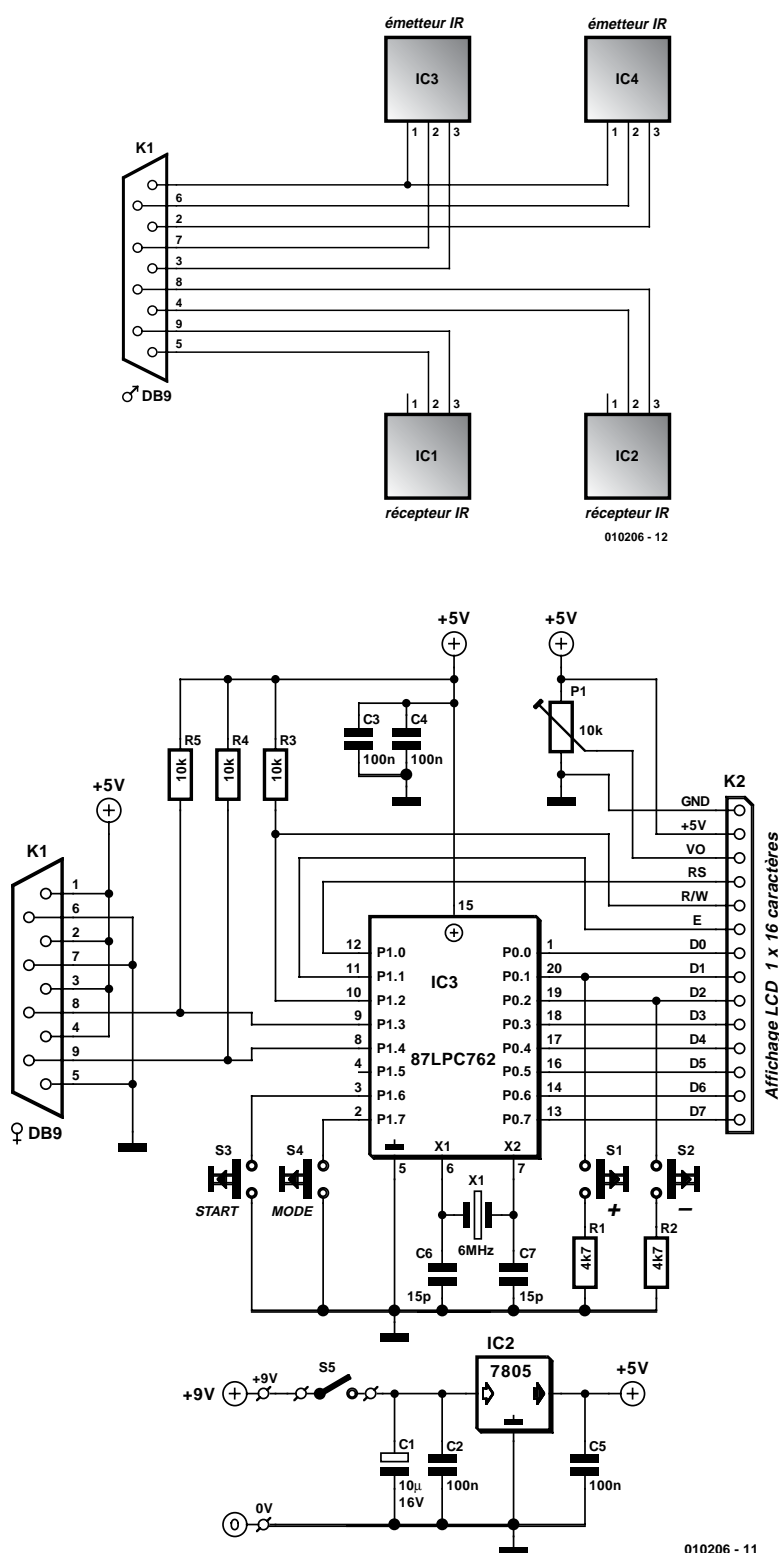 émetteur IR émetteur IR
IC3 IC4
1 2 3 1 2 3
K1
1
6
2
7
3
8
4
9
5
♂ DB9
1 2 3 1 2 3
IC1 IC2
récepteur IR récepteur IR
010206 - 12
+5V +5V
P1
10k
R5 R4 R3
10k 10k 10k
C3 C4
100n 100n
+5V
K1
1
6
2
7
3
8
4
9
5
♀ DB9
K2
GND
+5V
VO
RS
R/W
E
D0
D1
D2
D3
D4
D5
D6
D7
Affichage LCD 1 x 16 caractères
15
IC3
87LPC762
12 P1.0 P0.0 1
11 P1.1 P0.1 20
10 P1.2 P0.2 19
9 P1.3 P0.3 18
8 P1.4 P0.4 17
4 P1.5 P0.5 16
3 P1.6 P0.6 14
2 P1.7 P0.7 13
X1 X2
5 6 7
S3 S4
START MODE
X1
6MHz
C6 C7
15p 15p
S1 S2
+ –
R1 R2
4k7 4k7
IC2
7805
+9V +9V S5 +5V
C1 C2 C5
10µ 100n 100n
16V
0 0V
010206 - 11